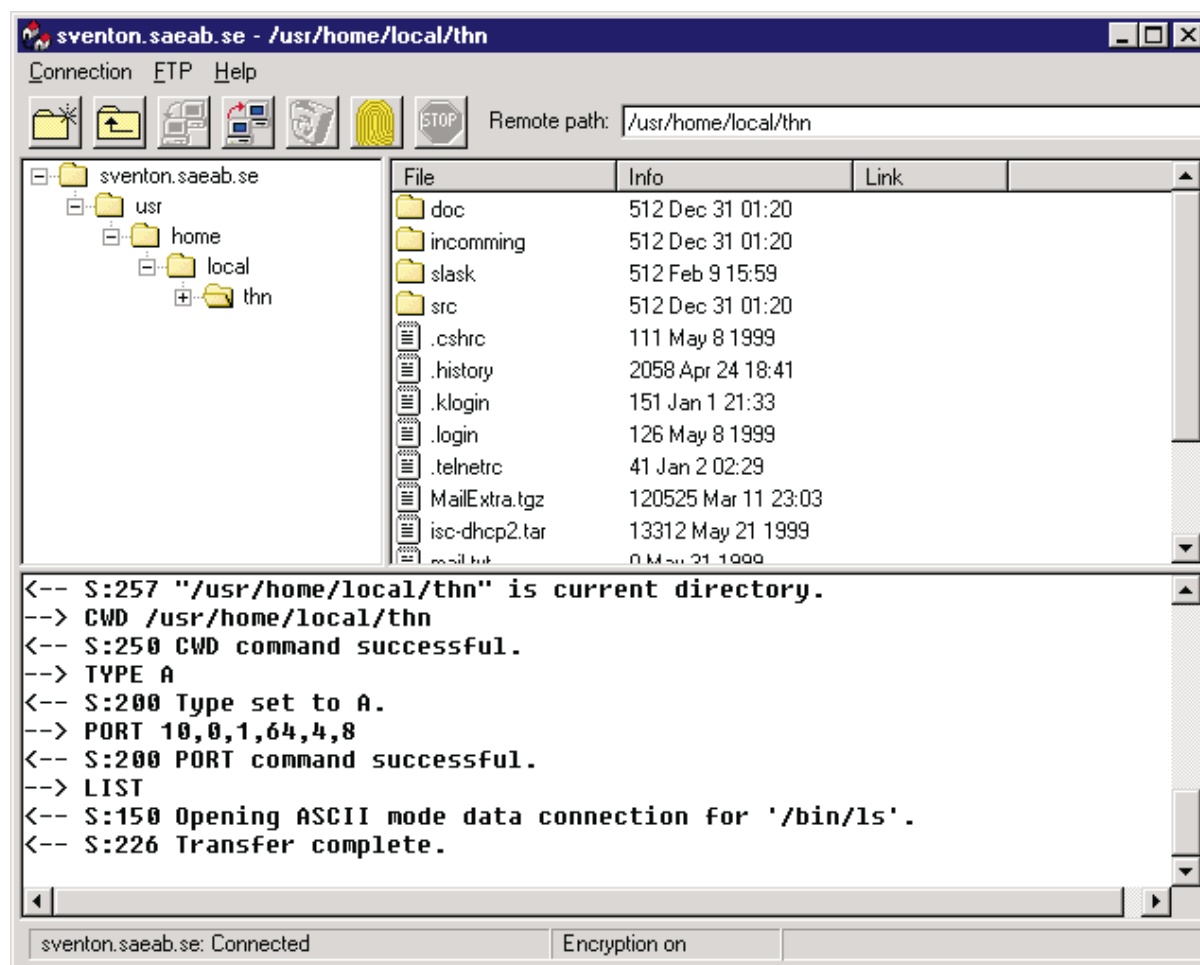 sventon.saeab.se - /usr/home/local/thn
Connection FTP Help
STOP Remote path: /usr/home/local/thn
sventon.saeab.se
usr
home
local
thn
File Info Link
doc 512 Dec 31 01:20
incomming 512 Dec 31 01:20
slask 512 Feb 9 15:59
src 512 Dec 31 01:20
.cshrc 111 May 8 1999
.history 2058 Apr 24 18:41
.klogin 151 Jan 1 21:33
.login 126 May 8 1999
.telnetrc 41 Jan 2 02:29
MailExtra.tgz 120525 Mar 11 23:03
isc-dhcp2.tar 13312 May 21 1999
<-- S:257 "/usr/home/local/thn" is current directory.
--> CWD /usr/home/local/thn
<-- S:250 CWD command successful.
--> TYPE A
<-- S:200 Type set to A.
--> PORT 10,0,1,64,4,8
<-- S:200 PORT command successful.
--> LIST
<-- S:150 Opening ASCII mode data connection for '/bin/ls'.
<-- S:226 Transfer complete.
sventon.saeab.se: Connected Encryption on